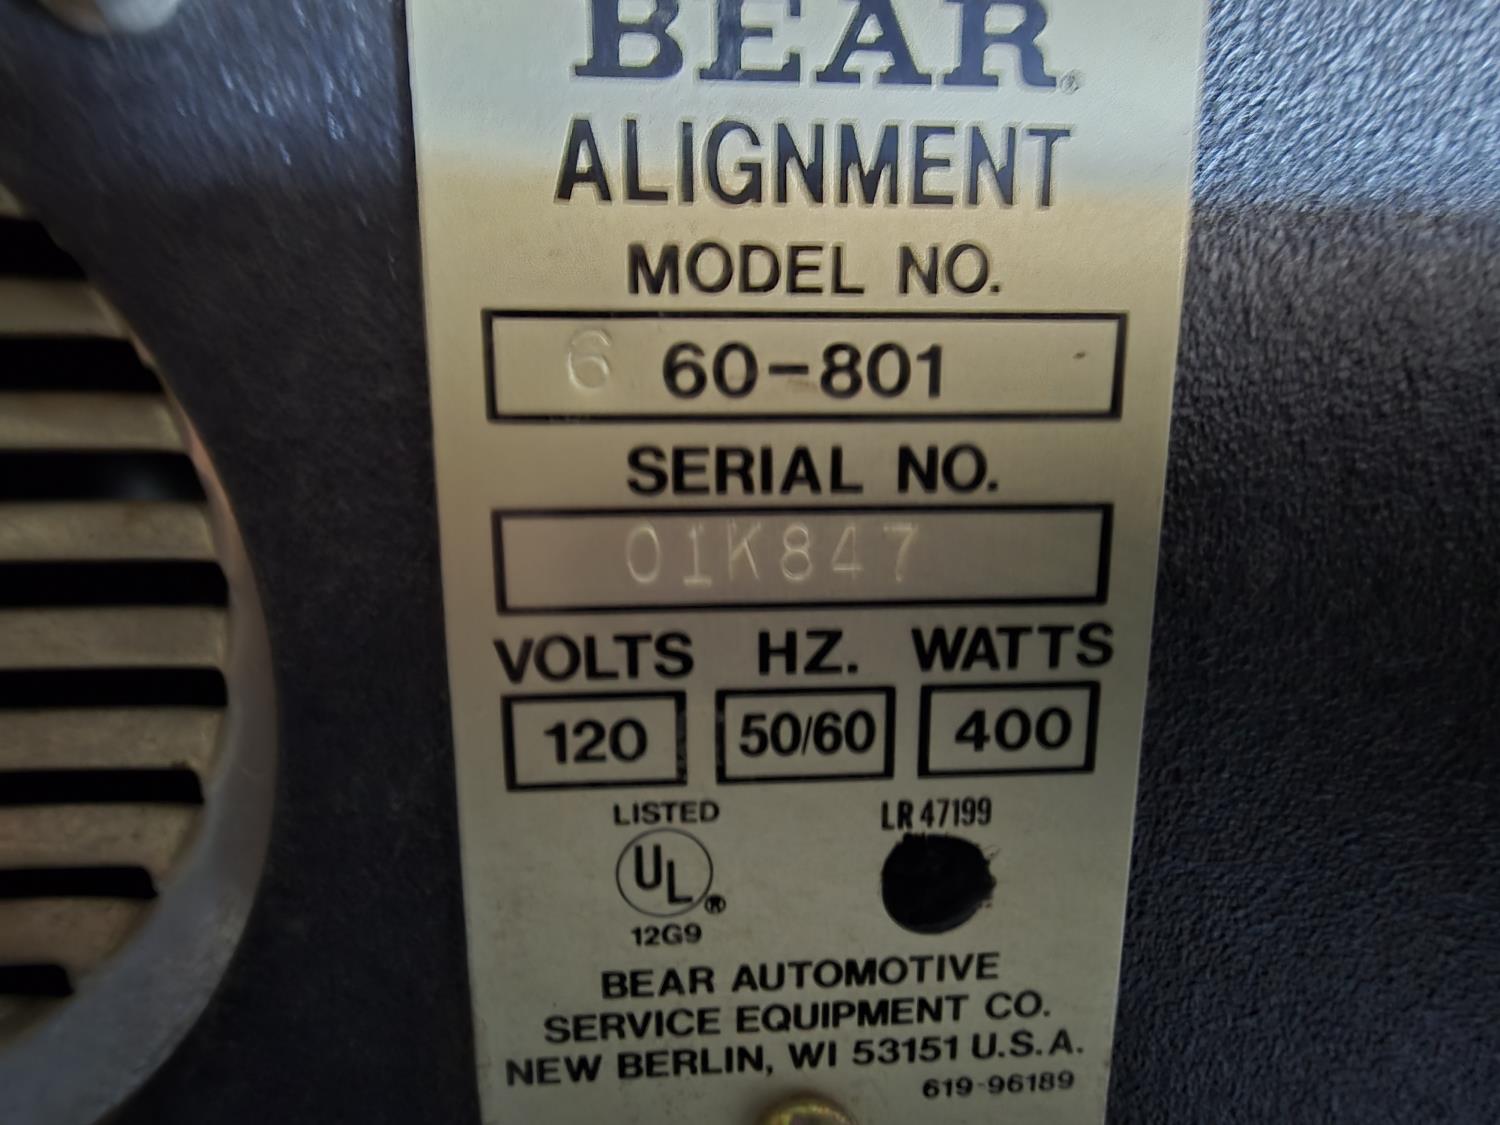 BEAR®
ALIGNMENT
MODEL NO.
6 60-801
SERIAL NO.
01K847
VOLTS HZ. WATTS
120 50/60 400
LISTED LR 47199
UL®
12G9
BEAR AUTOMOTIVE
SERVICE EQUIPMENT CO.
NEW BERLIN, WI 53151 U.S.A.
619-96189